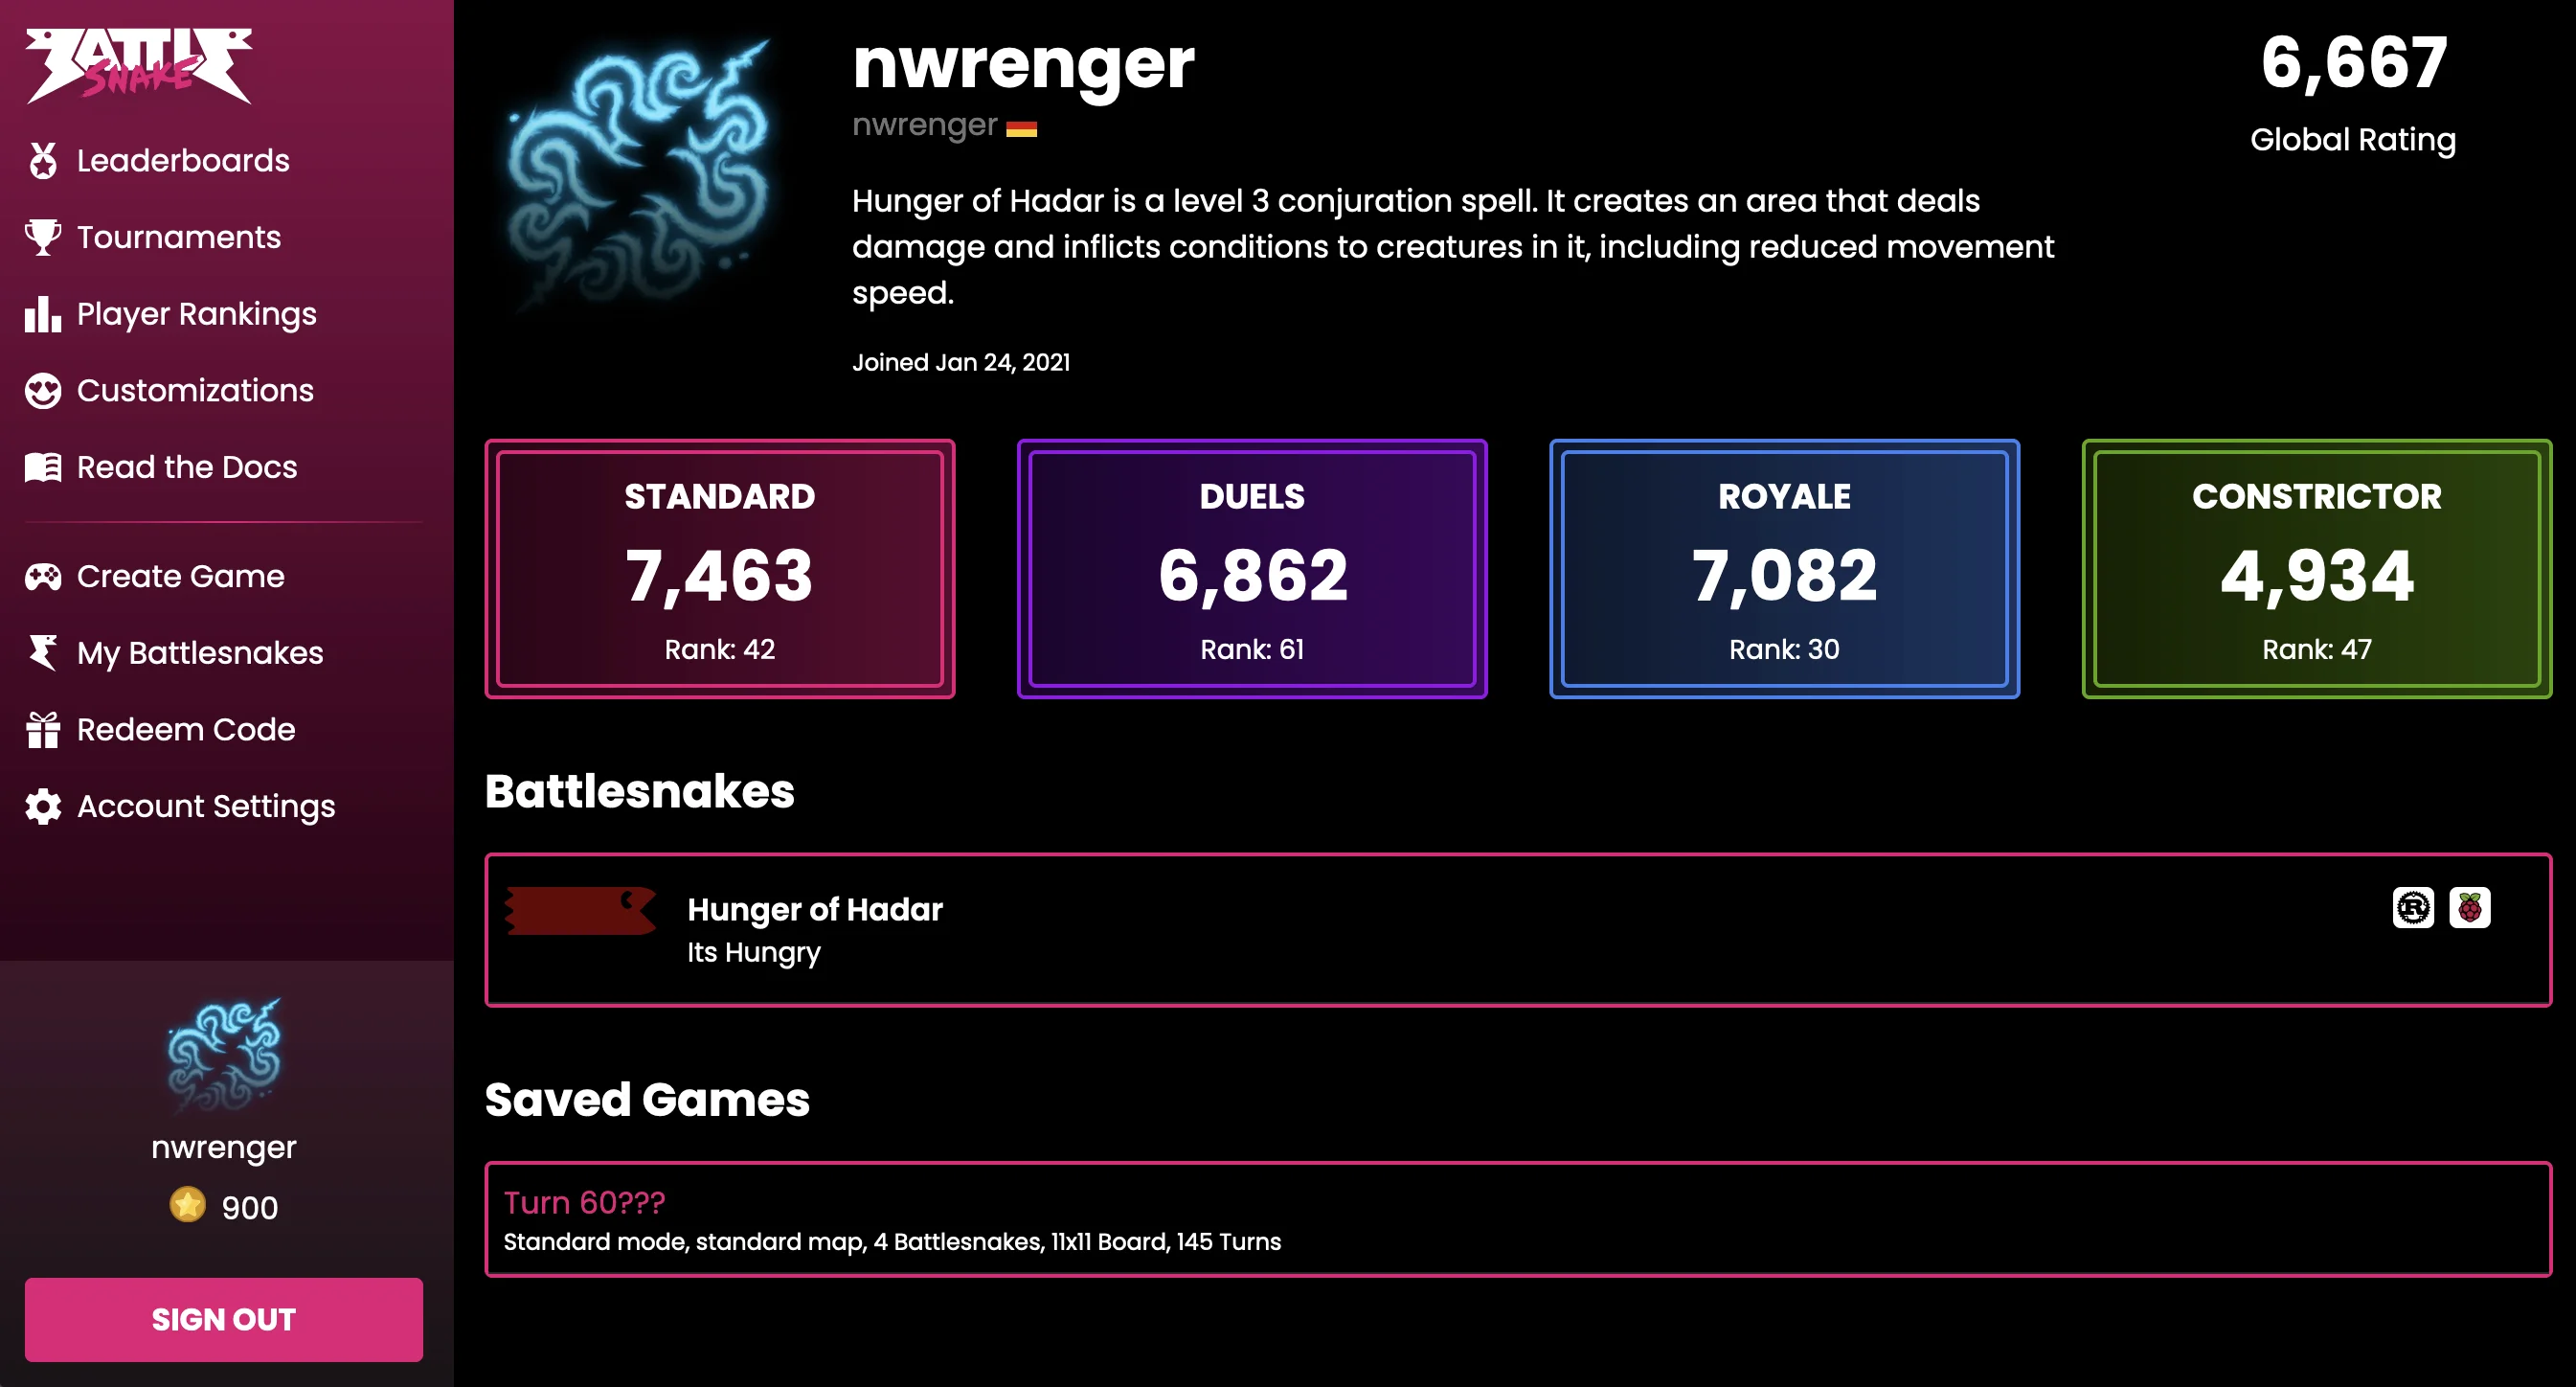 BATTLE
SNAKE
Leaderboards
Tournaments
Player Rankings
Customizations
Read the Docs
Create Game
My Battlesnakes
Redeem Code
Account Settings
nwrenger
900
SIGN OUT
nwrenger
nwrenger
6,667
Global Rating
Hunger of Hadar is a level 3 conjuration spell. It creates an area that deals
damage and inflicts conditions to creatures in it, including reduced movement
speed.
Joined Jan 24, 2021
STANDARD
7,463
Rank: 42
DUELS
6,862
Rank: 61
ROYALE
7,082
Rank: 30
CONSTRICTOR
4,934
Rank: 47
Battlesnakes
Hunger of Hadar
Its Hungry
R
Saved Games
Turn 60???
Standard mode, standard map, 4 Battlesnakes, 11x11 Board, 145 Turns